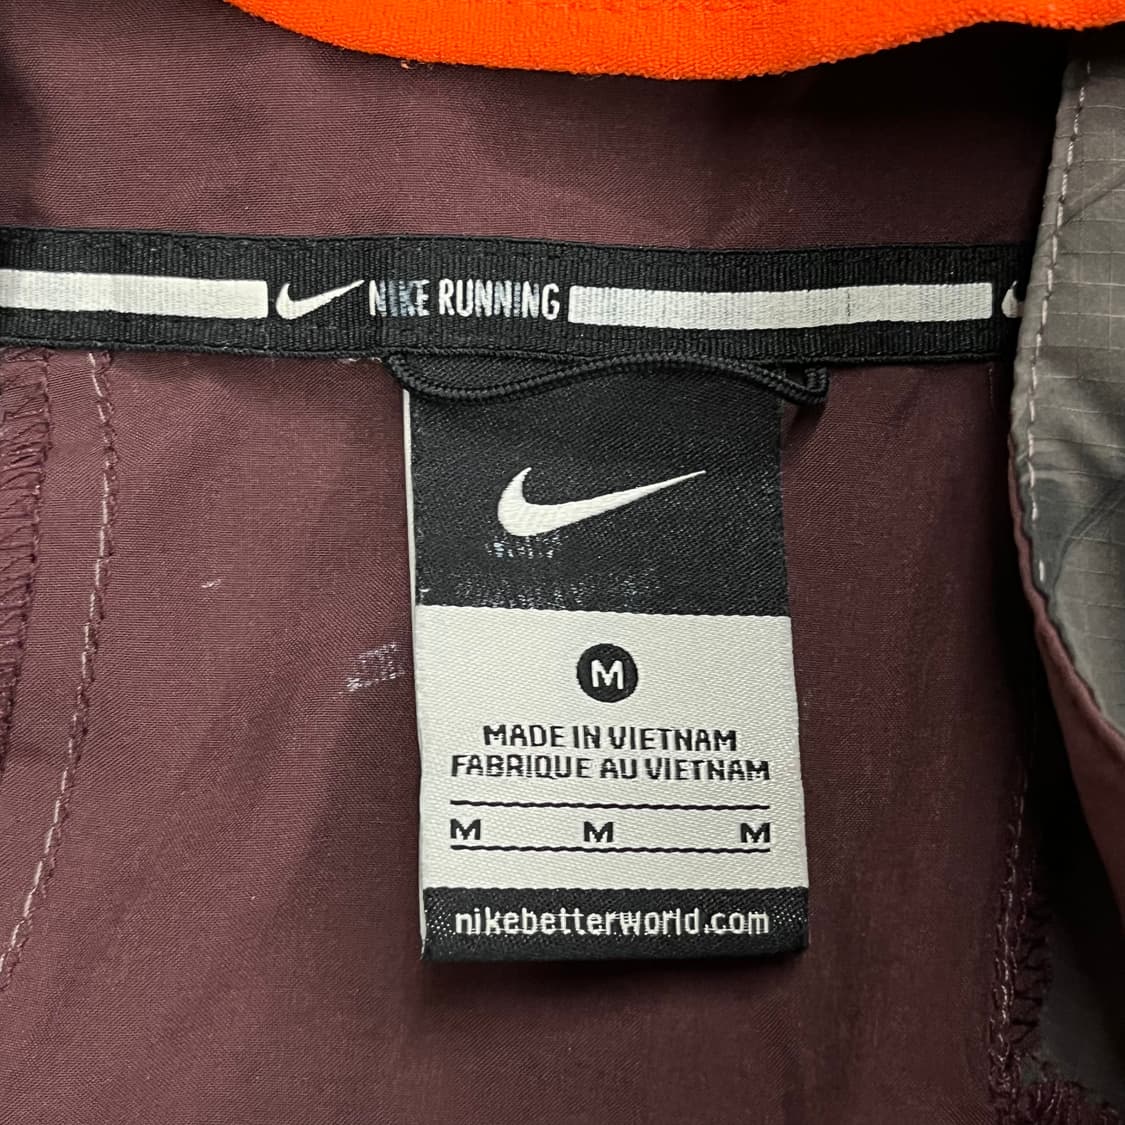 NIKE RUNNING
M
MADE IN VIETNAM
FABRIQUE AU VIETNAM
M M M
nikebetterworld.com